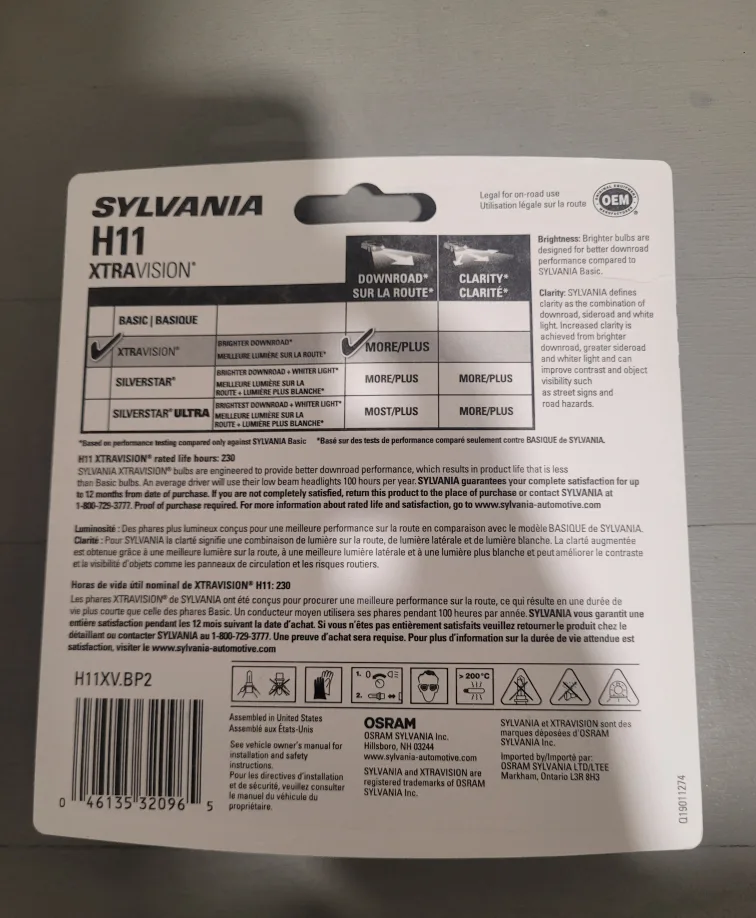 SYLVANIA
H11
XTRAVISION®
Legal for on-road use
Utilisation légale sur la route
ORIGINAL EQUIPMENT
OEM
MANUFACTURER
DOWNROAD*
SUR LA ROUTE*
CLARITY*
CLARITÉ*
BASIC | BASIQUE
XTRAVISION®
BRIGHTER DOWNROAD*
MEILLEURE LUMIÈRE SUR LA ROUTE*
MORE/PLUS
SILVERSTAR®
BRIGHTER DOWNROAD + WHITER LIGHT*
MEILLEURE LUMIÈRE SUR LA
ROUTE + LUMIÈRE PLUS BLANCHE*
MORE/PLUS
MORE/PLUS
SILVERSTAR® ULTRA
BRIGHTEST DOWNROAD + WHITER LIGHT*
MEILLEURE LUMIÈRE SUR LA
ROUTE + LUMIÈRE PLUS BLANCHE*
MOST/PLUS
MORE/PLUS
Brightness: Brighter bulbs are
designed for better downroad
performance compared to
SYLVANIA Basic.
Clarity: SYLVANIA defines
clarity as the combination of
downroad, sideroad and white
light. Increased clarity is
achieved from brighter
downroad, greater sideroad
and whiter light and can
improve contrast and object
visibility such
as street signs and
road hazards.
*Based on performance testing compared only against SYLVANIA Basic *Basé sur des tests de performance comparé seulement contre BASIQUE de SYLVANIA.
H11 XTRAVISION® rated life hours: 230
SYLVANIA XTRAVISION® bulbs are engineered to provide better downroad performance, which results in product life that is less
than Basic bulbs. An average driver will use their low beam headlights 100 hours per year. SYLVANIA guarantees your complete satisfaction for up
to 12 months from date of purchase. If you are not completely satisfied, return this product to the place of purchase or contact SYLVANIA at
1-800-729-3777. Proof of purchase required. For more information about rated life and satisfaction, go to www.sylvania-automotive.com
Luminosité : Des phares plus lumineux conçus pour une meilleure performance sur la route en comparaison avec le modèle BASIQUE de SYLVANIA.
Clarité : Pour SYLVANIA la clarté signifie une combinaison de lumière sur la route, de lumière latérale et de lumière blanche. La clarté augmentée
est obtenue grâce à une meilleure lumière sur la route, à une meilleure lumière latérale et à une lumière plus blanche et peut améliorer le contraste
et la visibilité d'objets comme les panneaux de circulation et les risques routiers.
Horas de vida útil nominal de XTRAVISION® H11: 230
Les phares XTRAVISION® de SYLVANIA ont été conçus pour procurer une meilleure performance sur la route, ce qui résulte en une durée de
vie plus courte que celle des phares Basic. Un conducteur moyen utilisera ses phares pendant 100 heures par année. SYLVANIA vous garantit une
entière satisfaction pendant les 12 mois suivant la date d'achat. Si vous n'êtes pas entièrement satisfaits veuillez retourner le produit chez le
détaillant ou contacter SYLVANIA au 1-800-729-3777. Une preuve d'achat sera requise. Pour plus d'information sur la durée de vie attendue est
satisfaction, visiter le www.sylvania-automotive.com
H11XV.BP2
1. 0
2.
> 200°C
0 46135 32096 5
Assembled in United States
Assemblé aux États-Unis
See vehicle owner's manual for
installation and safety
instructions.
Pour les directives d'installation
et de sécurité, veuillez consulter
le manuel du véhicule du
propriétaire.
OSRAM
OSRAM SYLVANIA Inc.
Hillsboro, NH 03244
www.sylvania-automotive.com
SYLVANIA and XTRAVISION are
registered trademarks of OSRAM
SYLVANIA Inc.
SYLVANIA et XTRAVISION sont des
marques déposées d'OSRAM
SYLVANIA Inc.
Imported by/Importé par:
OSRAM SYLVANIA LTD/LTEE
Markham, Ontario L3R 8H3
Q19011274